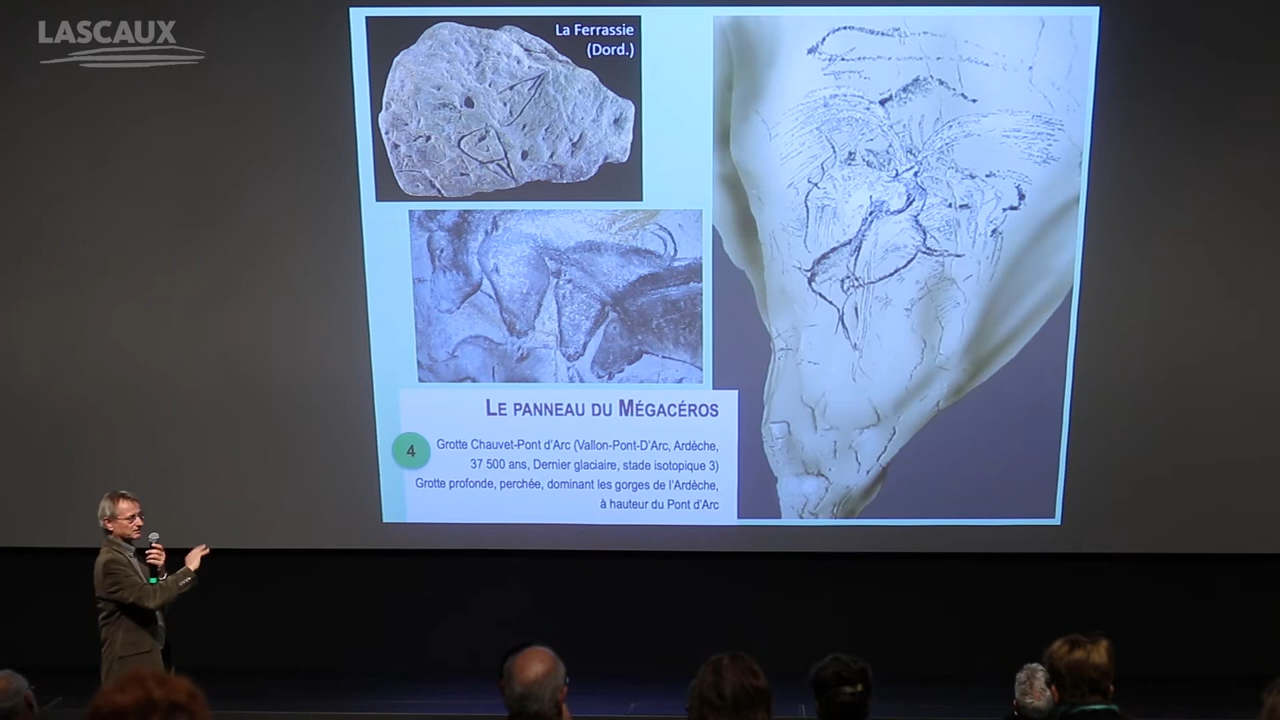 LASCAUX
La Ferrassie
(Dord.)
LE PANNEAU DU MÉGACÉROS
4
Grotte Chauvet-Pont d'Arc (Vallon-Pont-D'Arc, Ardèche,
37 500 ans, Dernier glaciaire, stade isotopique 3)
Grotte profonde, perchée, dominant les gorges de l'Ardèche,
à hauteur du Pont d'Arc